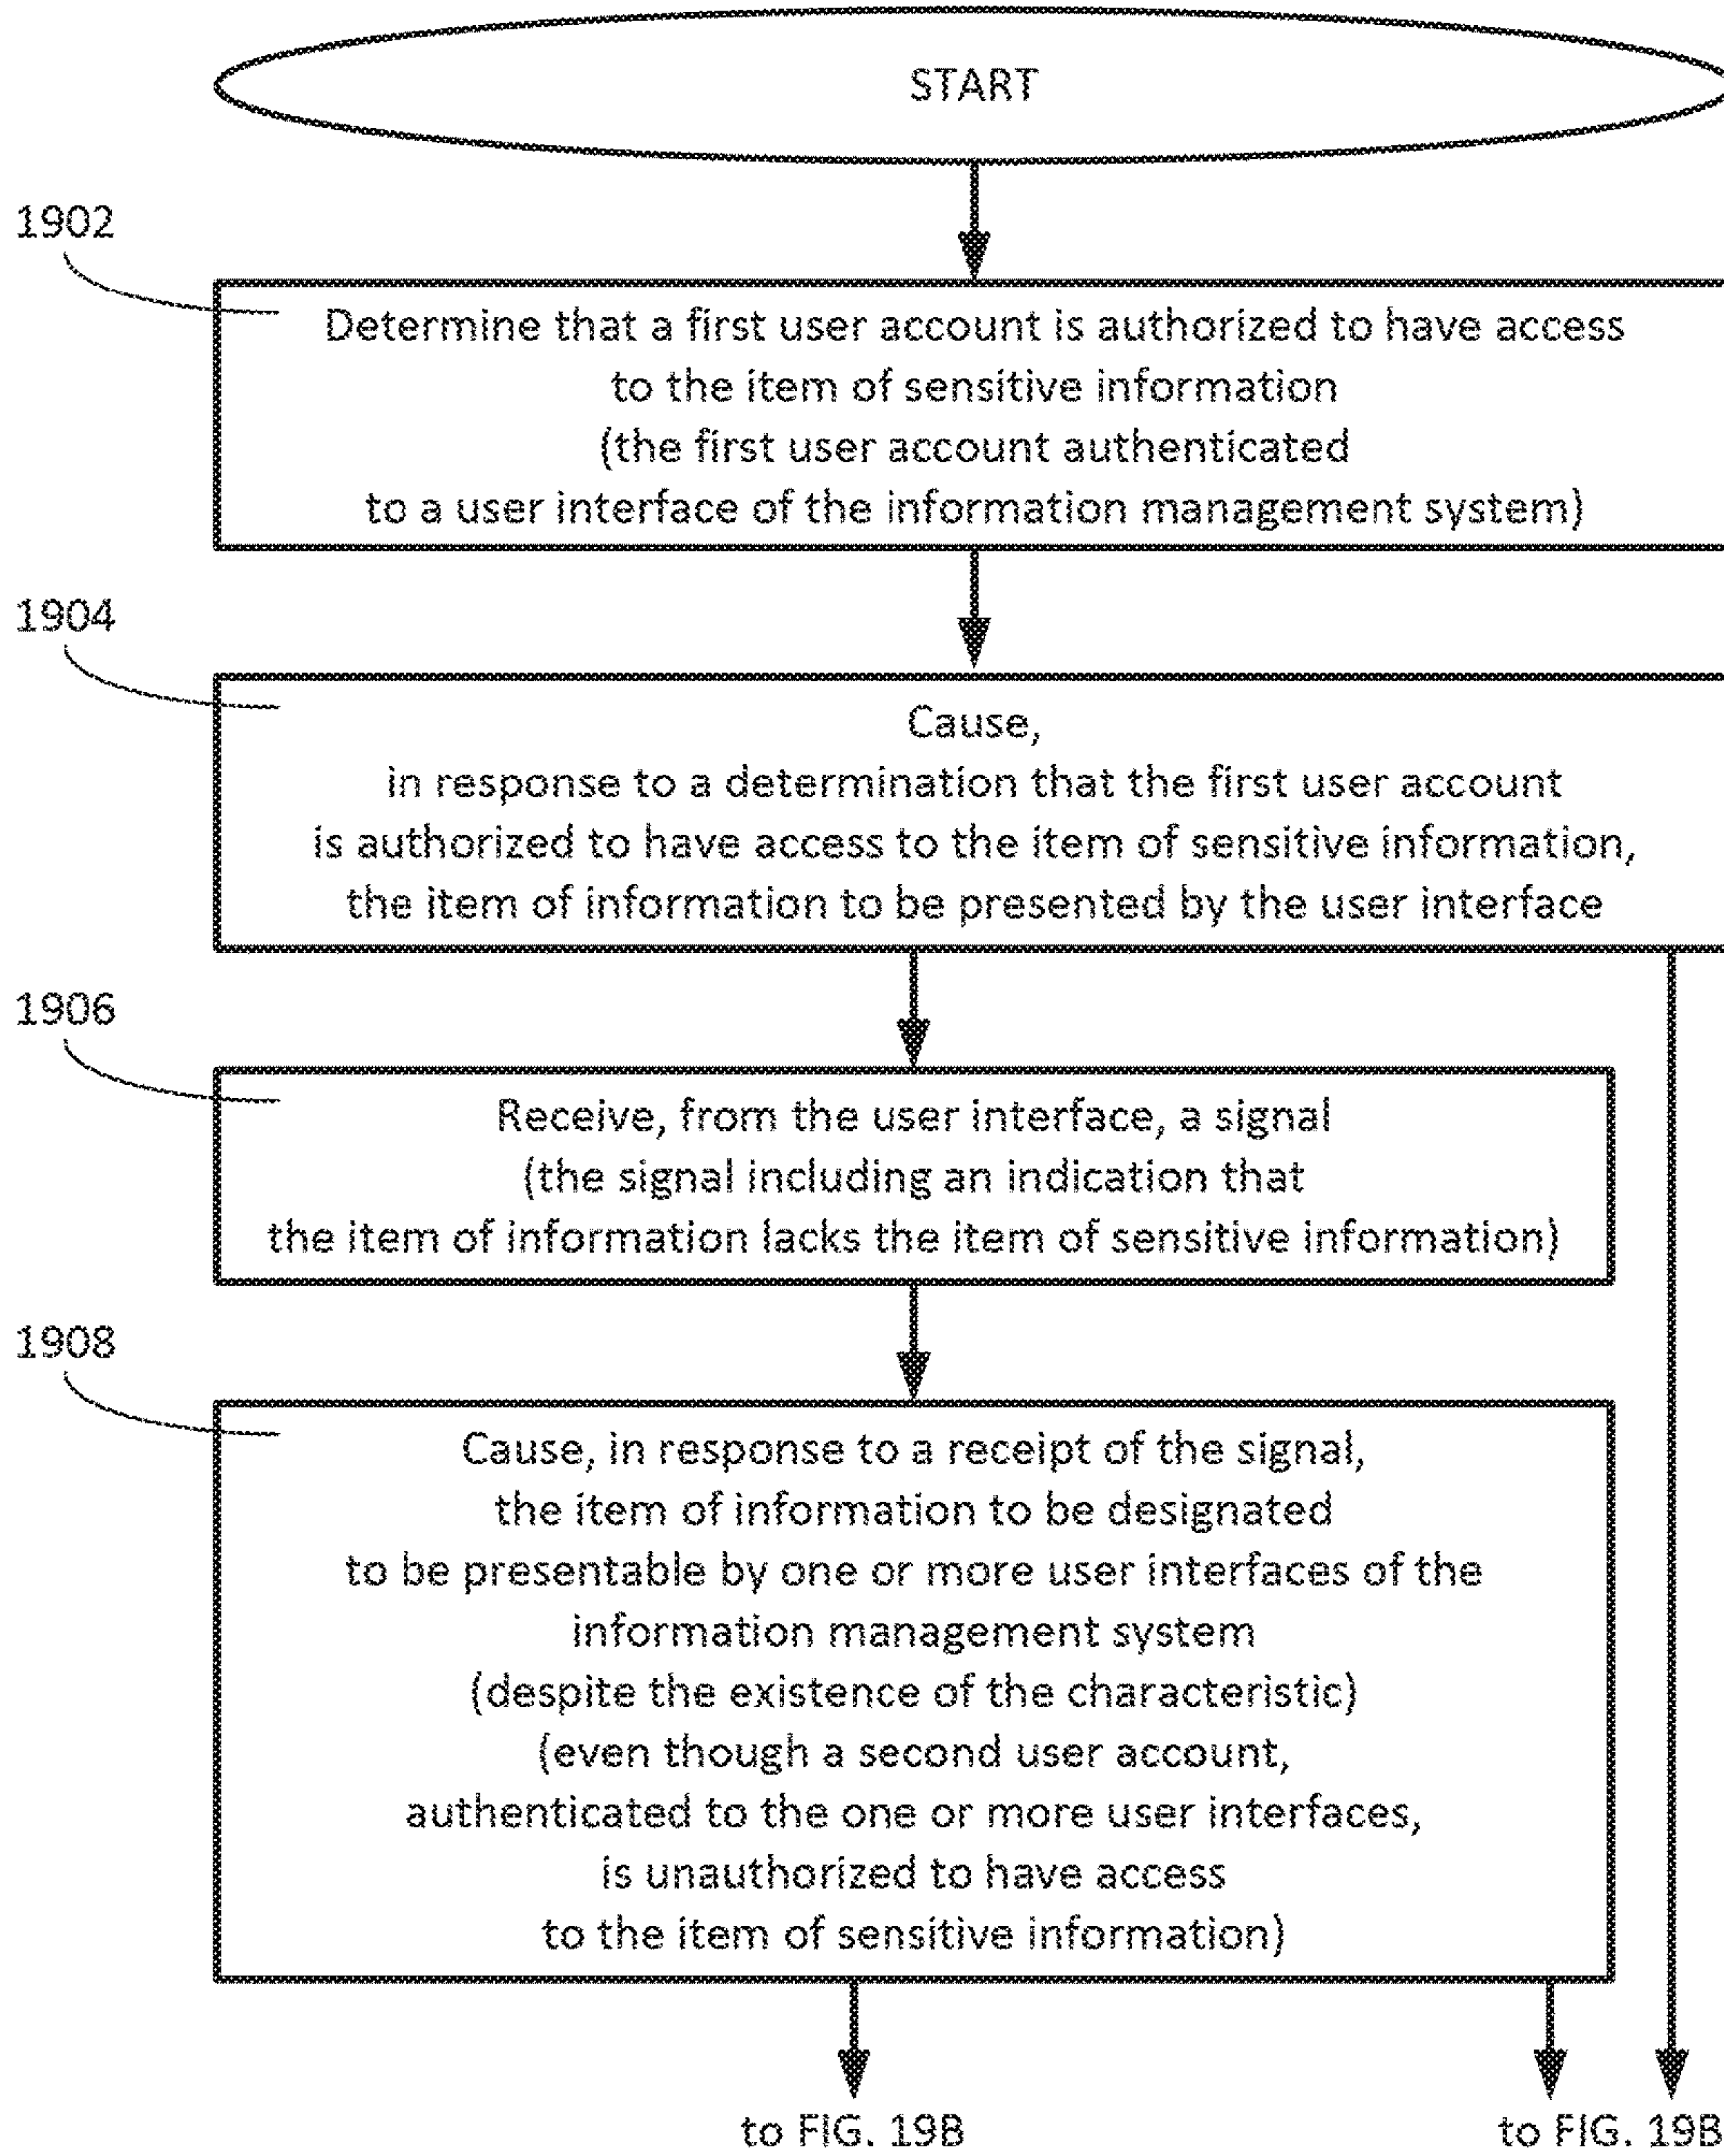 START
1902
Determine that a first user account is authorized to have access
to the item of sensitive information
(the first user account authenticated
to a user interface of the information management system)
1904
Cause,
in response to a determination that the first user account
is authorized to have access to the item of sensitive information,
the item of information to be presented by the user interface
1906
Receive, from the user interface, a signal
(the signal including an indication that
the item of information lacks the item of sensitive information)
1908
Cause, in response to a receipt of the signal,
the item of information to be designated
to be presentable by one or more user interfaces of the
information management system
(despite the existence of the characteristic)
(even though a second user account,
authenticated to the one or more user interfaces,
is unauthorized to have access
to the item of sensitive information)
to FIG. 19B
to FIG. 19B